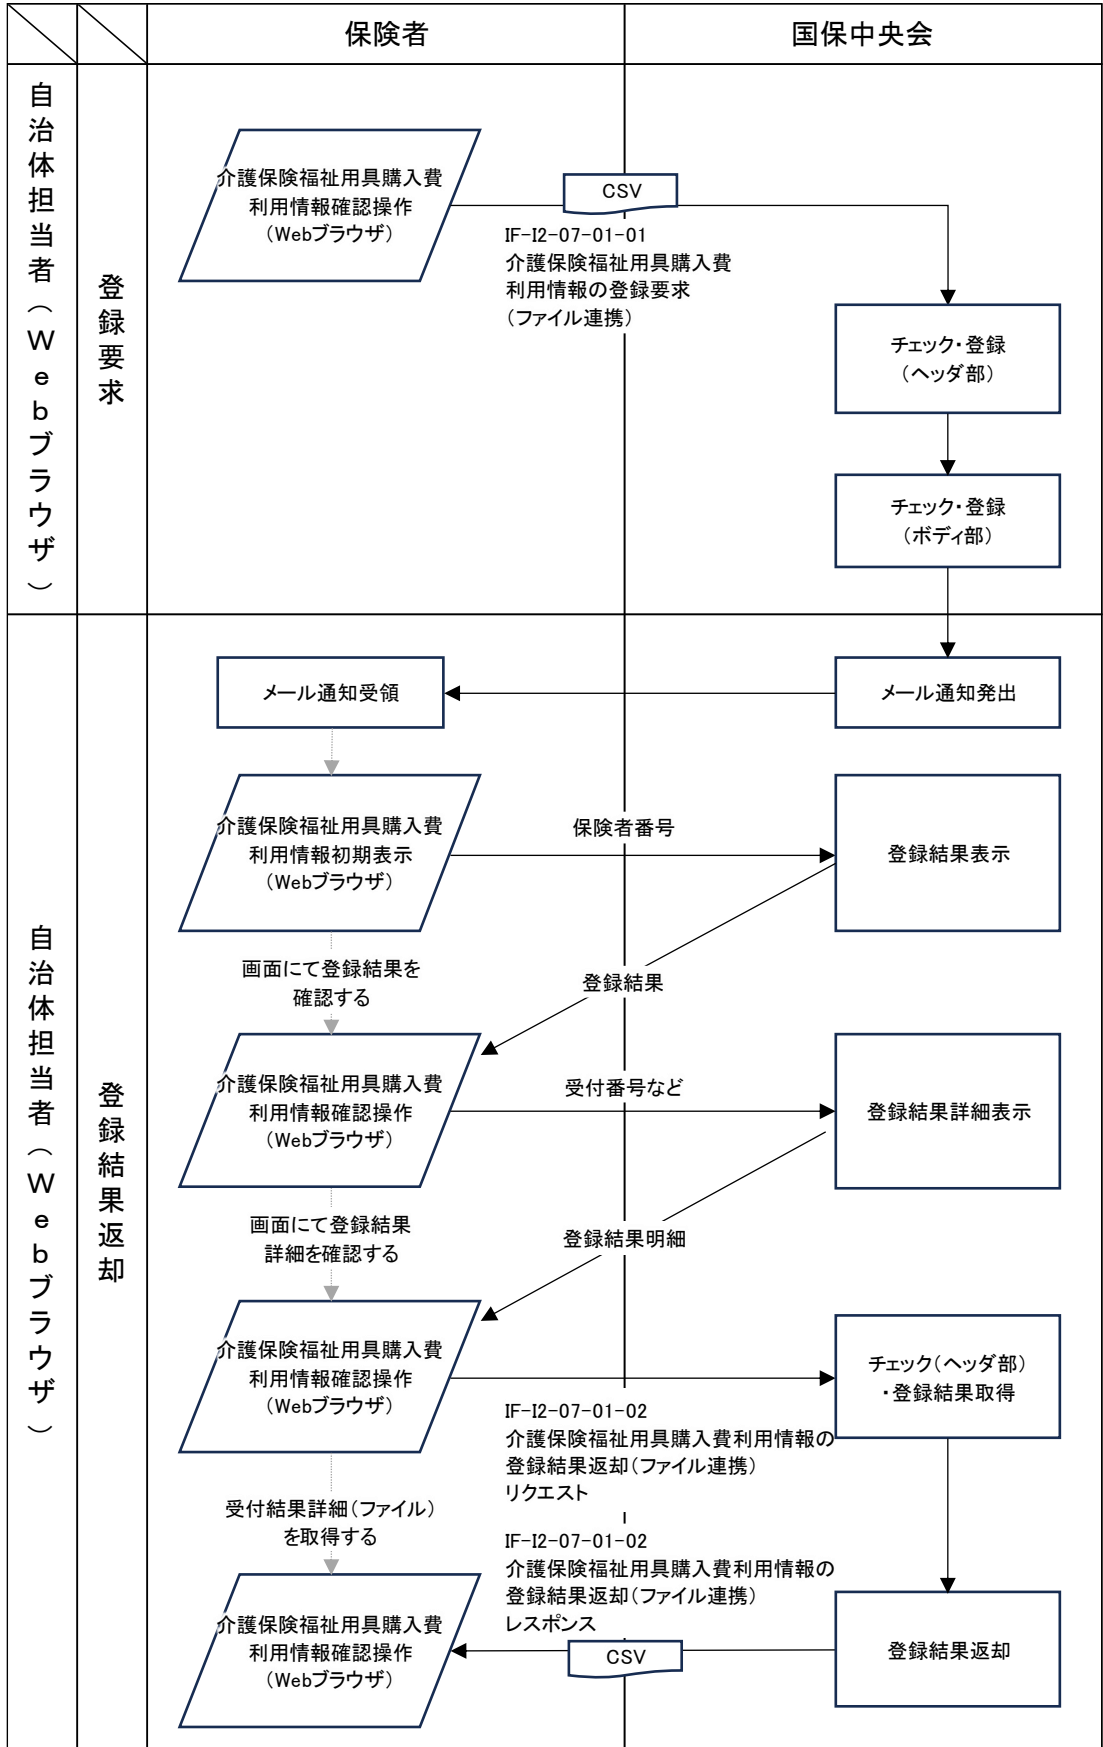 保険者
国保中央会
自治体担当者（Webブラウザ）
登録要求
介護保険福祉用具購入費
利用情報確認操作
（Webブラウザ）
CSV
IF-I2-07-01-01
介護保険福祉用具購入費
利用情報の登録要求
（ファイル連携）
チェック・登録
（ヘッダ部）
チェック・登録
（ボディ部）
自治体担当者（Webブラウザ）
登録結果返却
メール通知受領
メール通知発出
介護保険福祉用具購入費
利用情報初期表示
（Webブラウザ）
保険者番号
登録結果表示
画面にて登録結果を
確認する
登録結果
介護保険福祉用具購入費
利用情報確認操作
（Webブラウザ）
受付番号など
登録結果詳細表示
画面にて登録結果
詳細を確認する
登録結果明細
介護保険福祉用具購入費
利用情報確認操作
（Webブラウザ）
チェック（ヘッダ部）
・登録結果取得
IF-I2-07-01-02
介護保険福祉用具購入費利用情報の
登録結果返却（ファイル連携）
リクエスト
受付結果詳細（ファイル）
を取得する
IF-I2-07-01-02
介護保険福祉用具購入費利用情報の
登録結果返却（ファイル連携）
レスポンス
介護保険福祉用具購入費
利用情報確認操作
（Webブラウザ）
CSV
登録結果返却